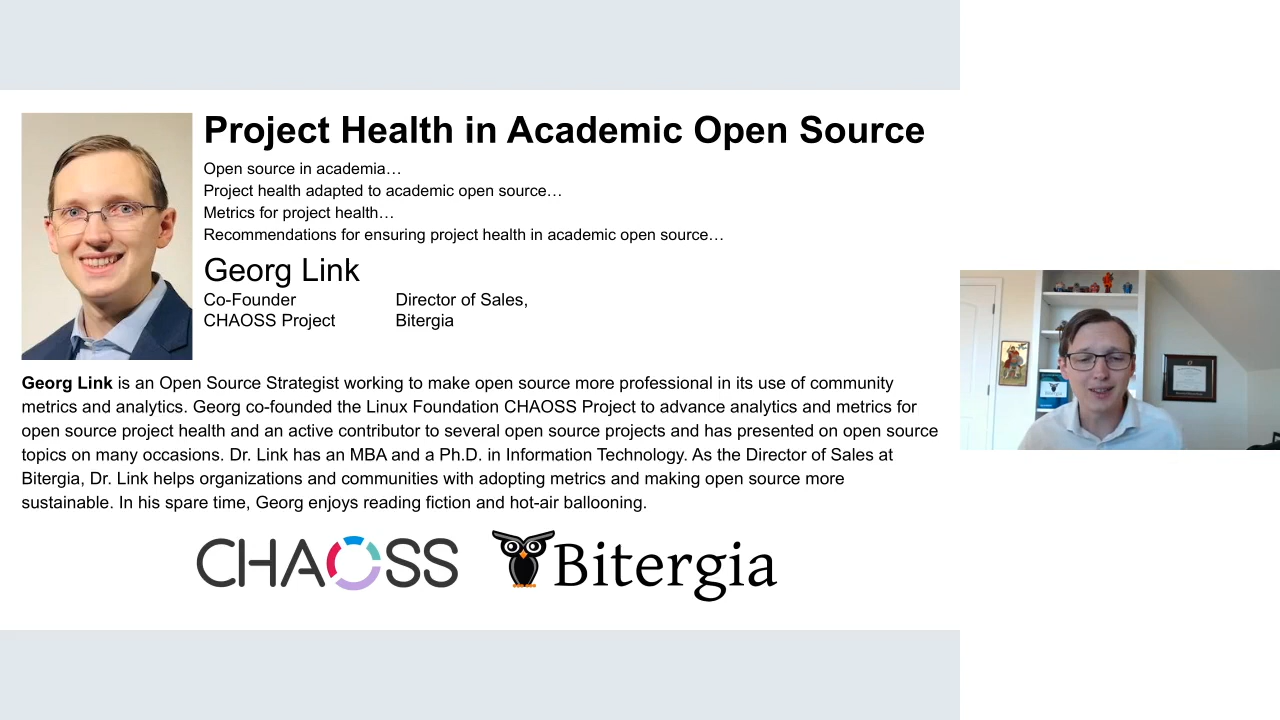 Project Health in Academic Open Source
Open source in academia…
Project health adapted to academic open source…
Metrics for project health…
Recommendations for ensuring project health in academic open source…
Georg Link
Co-Founder
CHAOSS Project
Director of Sales,
Bitergia
Georg Link is an Open Source Strategist working to make open source more professional in its use of community
metrics and analytics. Georg co-founded the Linux Foundation CHAOSS Project to advance analytics and metrics for
open source project health and an active contributor to several open source projects and has presented on open source
topics on many occasions. Dr. Link has an MBA and a Ph.D. in Information Technology. As the Director of Sales at
Bitergia, Dr. Link helps organizations and communities with adopting metrics and making open source more
sustainable. In his spare time, Georg enjoys reading fiction and hot-air ballooning.
CHAOSS
Bitergia